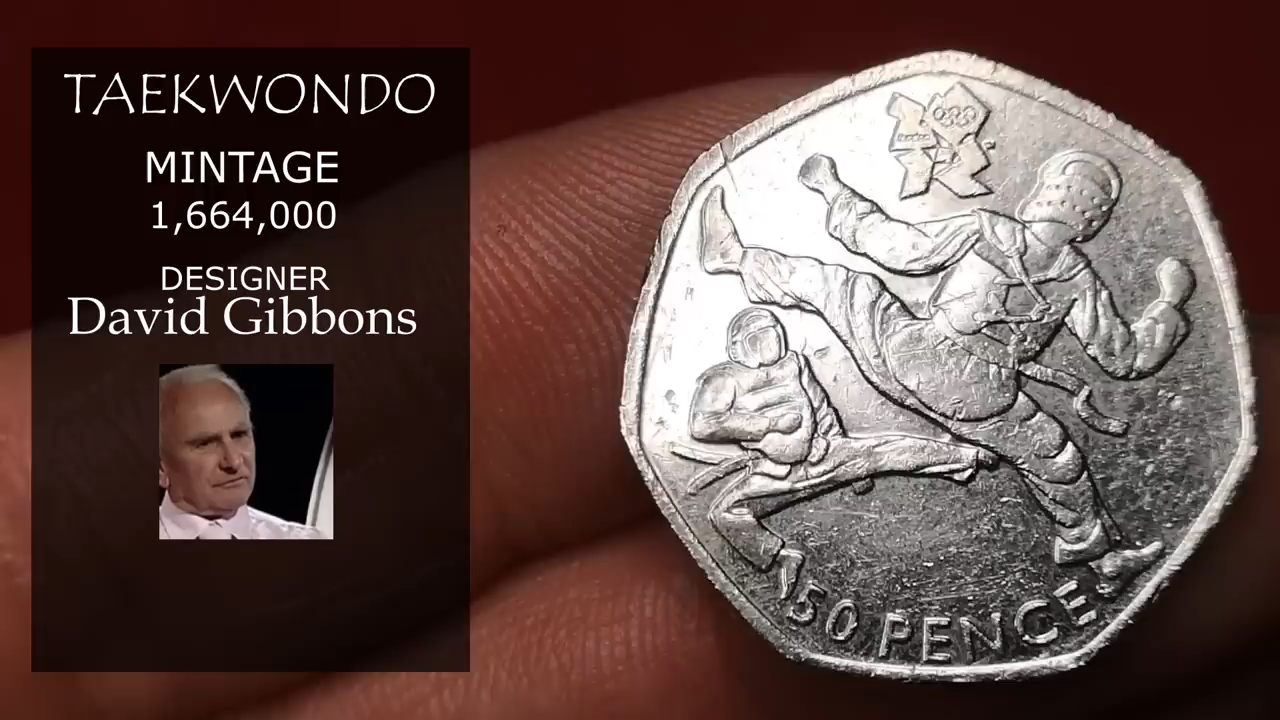 TAEKWONDO
MINTAGE
1,664,000
DESIGNER
David Gibbons
50 PENCE